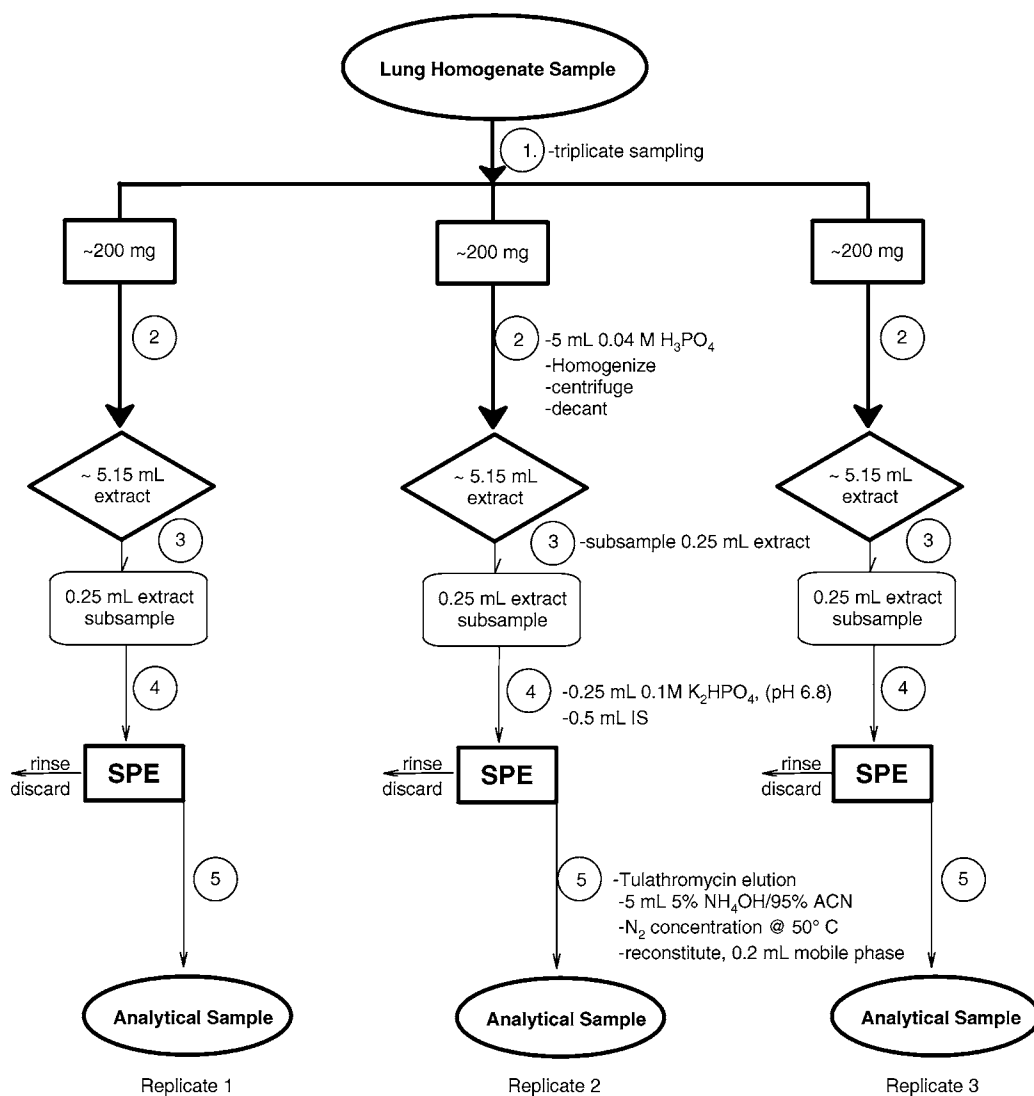 Lung Homogenate Sample
1. -triplicate sampling
~200 mg
~200 mg
~200 mg
2
2 -5 mL 0.04 M H₃PO₄
-Homogenize
-centrifuge
-decant
2
~ 5.15 mL
extract
~ 5.15 mL
extract
~ 5.15 mL
extract
3
3 -subsample 0.25 mL extract
3
0.25 mL extract
subsample
0.25 mL extract
subsample
0.25 mL extract
subsample
4
4 -0.25 mL 0.1M K₂HPO₄, (pH 6.8)
-0.5 mL IS
4
rinse
discard
SPE
rinse
discard
SPE
rinse
discard
SPE
5
5 -Tulathromycin elution
-5 mL 5% NH₄OH/95% ACN
-N₂ concentration @ 50° C
-reconstitute, 0.2 mL mobile phase
5
Analytical Sample
Analytical Sample
Analytical Sample
Replicate 1
Replicate 2
Replicate 3